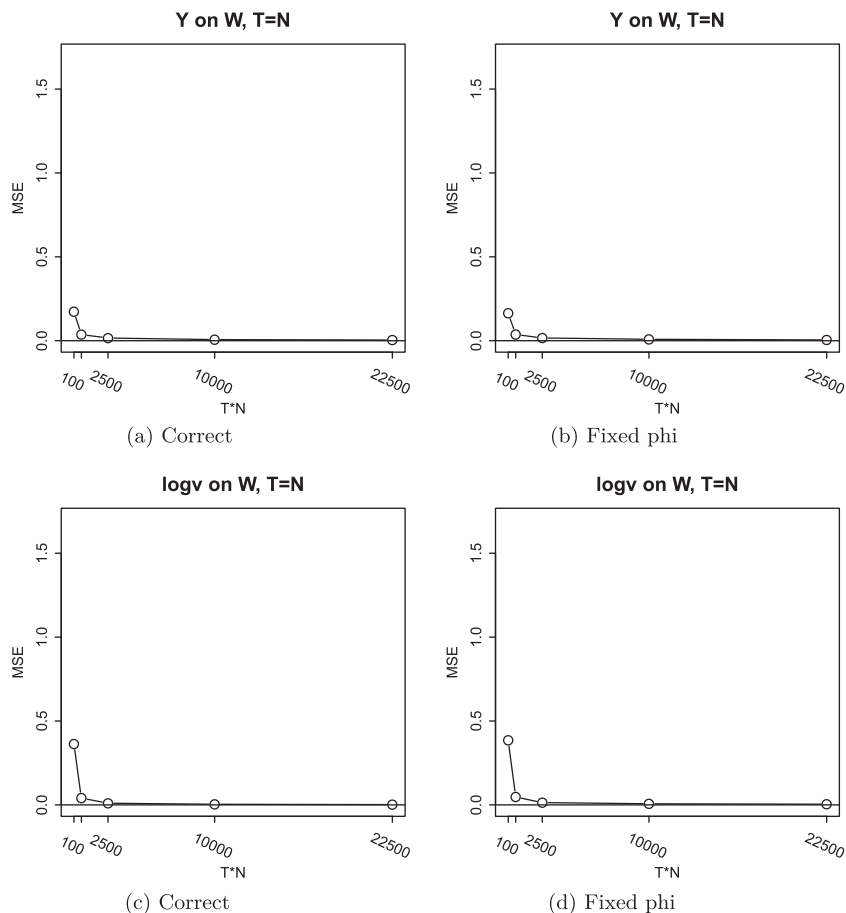 Y on W, T=N
MSE
0.0
0.5
1.0
1.5
100
2500
10000
22500
T*N
(a) Correct
Y on W, T=N
MSE
0.0
0.5
1.0
1.5
100
2500
10000
22500
T*N
(b) Fixed phi
logv on W, T=N
MSE
0.0
0.5
1.0
1.5
100
2500
10000
22500
T*N
(c) Correct
logv on W, T=N
MSE
0.0
0.5
1.0
1.5
100
2500
10000
22500
T*N
(d) Fixed phi